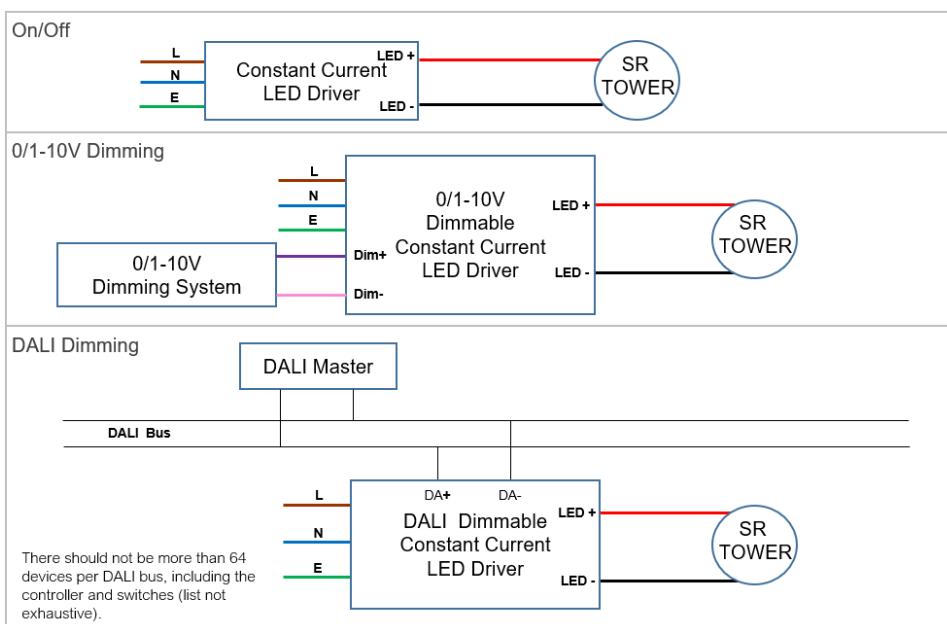 On/Off
L
N
E
Constant Current
LED Driver
LED +
LED -
SR
TOWER
0/1-10V Dimming
L
N
E
0/1-10V
Dimming System
Dim+
Dim-
0/1-10V
Dimmable
Constant Current
LED Driver
LED +
LED -
SR
TOWER
DALI Dimming
DALI Master
DALI Bus
L
N
E
DA+
DA-
DALI Dimmable
Constant Current
LED Driver
LED +
LED -
SR
TOWER
There should not be more than 64
devices per DALI bus, including the
controller and switches (list not
exhaustive).